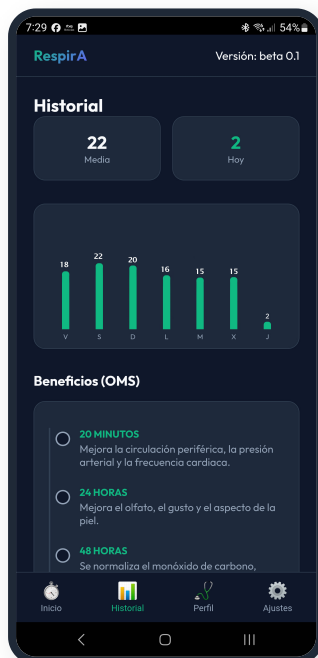 7:29
54%
RespirA
Versión: beta 0.1
Historial
22
Media
2
Hoy
18
22
20
16
15
15
2
V
S
D
L
M
X
J
Beneficios (OMS)
20 MINUTOS
Mejora la circulación periférica, la presión
arterial y la frecuencia cardiaca.
24 HORAS
Mejora el olfato, el gusto y el aspecto de la
piel.
48 HORAS
Se normaliza el monóxido de carbono,
Inicio
Historial
Perfil
Ajustes